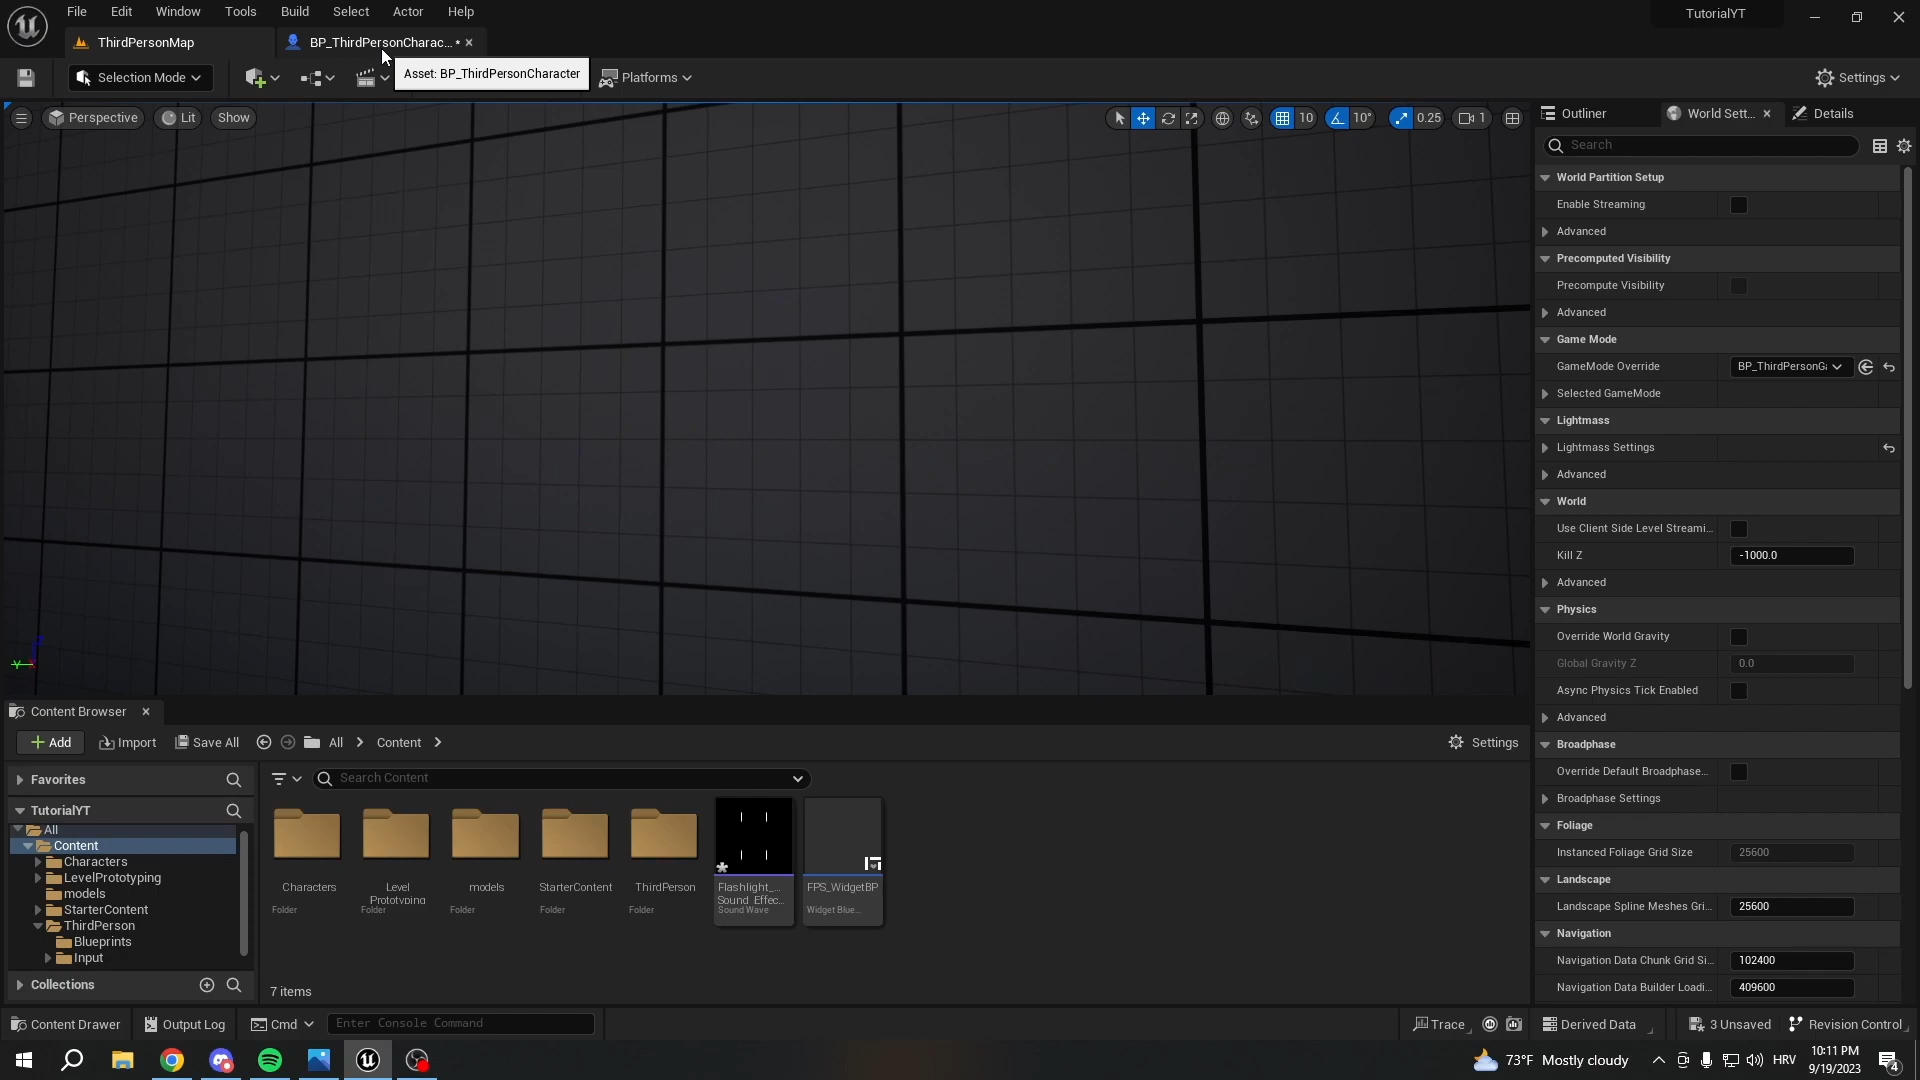 File Edit Window Tools Build Select Actor Help
TutorialYT
ThirdPersonMap
BP_ThirdPersonCharac... •
Asset: BP_ThirdPersonCharacter
Selection Mode
Platforms
Settings
Perspective
Lit
Show
10
10°
0.25
1
Outliner
World Sett...
Details
Search
World Partition Setup
Enable Streaming
Advanced
Precomputed Visibility
Precompute Visibility
Advanced
Game Mode
GameMode Override
BP_ThirdPersonGa
Selected GameMode
Lightmass
Lightmass Settings
Advanced
World
Use Client Side Level Streami...
Kill Z
-1000.0
Advanced
Physics
Override World Gravity
Global Gravity Z
0.0
Async Physics Tick Enabled
Advanced
Broadphase
Override Default Broadphase...
Broadphase Settings
Foliage
Instanced Foliage Grid Size
25600
Landscape
Landscape Spline Meshes Gri...
25600
Navigation
Navigation Data Chunk Grid Si...
102400
Navigation Data Builder Loadi...
409600
Y
Content Browser
Add
Import
Save All
All
Content
Settings
Favorites
TutorialYT
All
Content
Characters
LevelPrototyping
models
StarterContent
ThirdPerson
Blueprints
Input
Collections
Search Content
Characters
Folder
Level
Prototyping
Folder
models
Folder
StarterContent
Folder
ThirdPerson
Folder
Flashlight_...
Sound_Effec...
Sound Wave
FPS_WidgetBP
Widget Blue...
7 items
Content Drawer
Output Log
Cmd
Enter Console Command
Trace
Derived Data
3 Unsaved
Revision Control
73°F Mostly cloudy
HRV
10:11 PM
9/19/2023
4